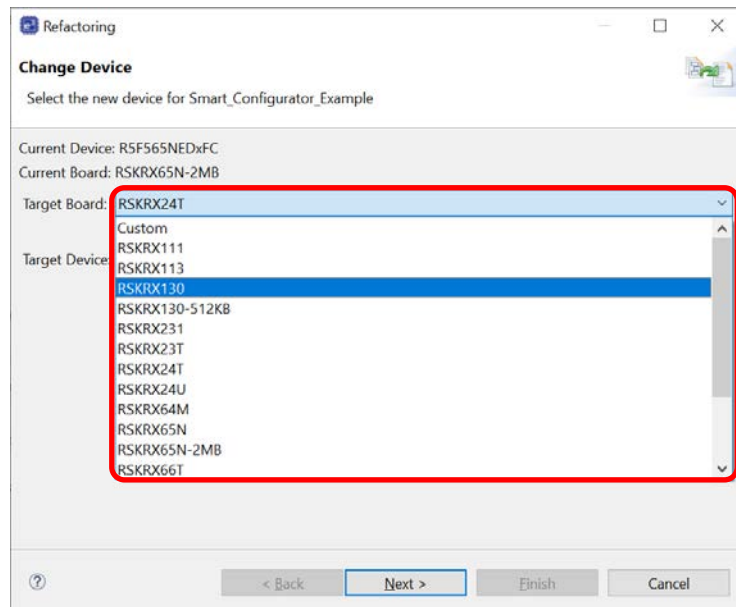 Refactoring
Change Device
Select the new device for Smart_Configurator_Example
Current Device: R5F565NEDxFC
Current Board: RSKRX65N-2MB
Target Board: RSKRX24T
Custom
RSKRX111
Target Device:
RSKRX113
RSKRX130
RSKRX130-512KB
RSKRX231
RSKRX23T
RSKRX24T
RSKRX24U
RSKRX64M
RSKRX65N
RSKRX65N-2MB
RSKRX66T
?
< Back Next > Finish Cancel